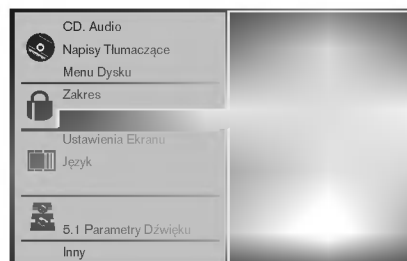 CD. Audio
Napisy Tłumaczące
Menu Dysku
Zakres
Ustawienia Ekranu
Język
5.1 Parametry Dźwięku
Inny